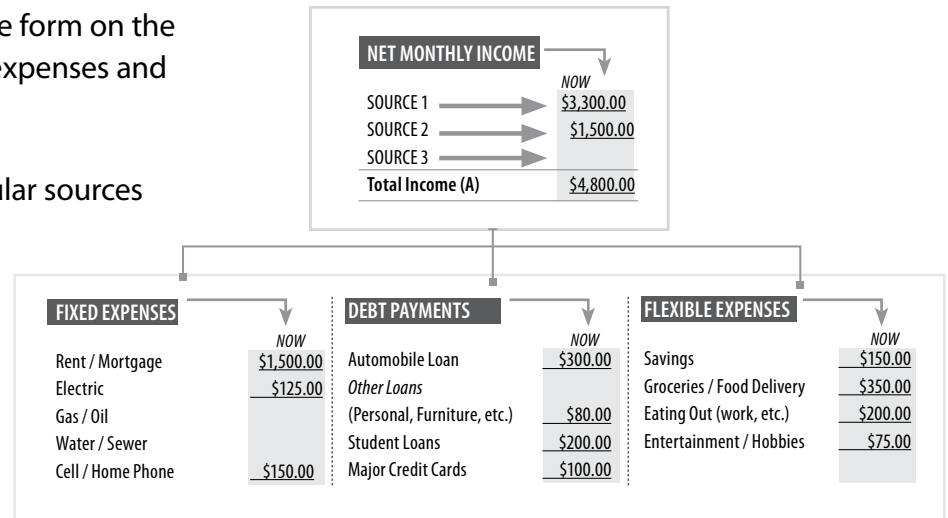 e form on the
expenses and
ular sources
NET MONTHLY INCOME
NOW
SOURCE 1 $3,300.00
SOURCE 2 $1,500.00
SOURCE 3
Total Income (A) $4,800.00
FIXED EXPENSES
NOW
Rent / Mortgage $1,500.00
Electric $125.00
Gas / Oil
Water / Sewer
Cell / Home Phone $150.00
DEBT PAYMENTS
NOW
Automobile Loan $300.00
Other Loans
(Personal, Furniture, etc.) $80.00
Student Loans $200.00
Major Credit Cards $100.00
FLEXIBLE EXPENSES
NOW
Savings $150.00
Groceries / Food Delivery $350.00
Eating Out (work, etc.) $200.00
Entertainment / Hobbies $75.00